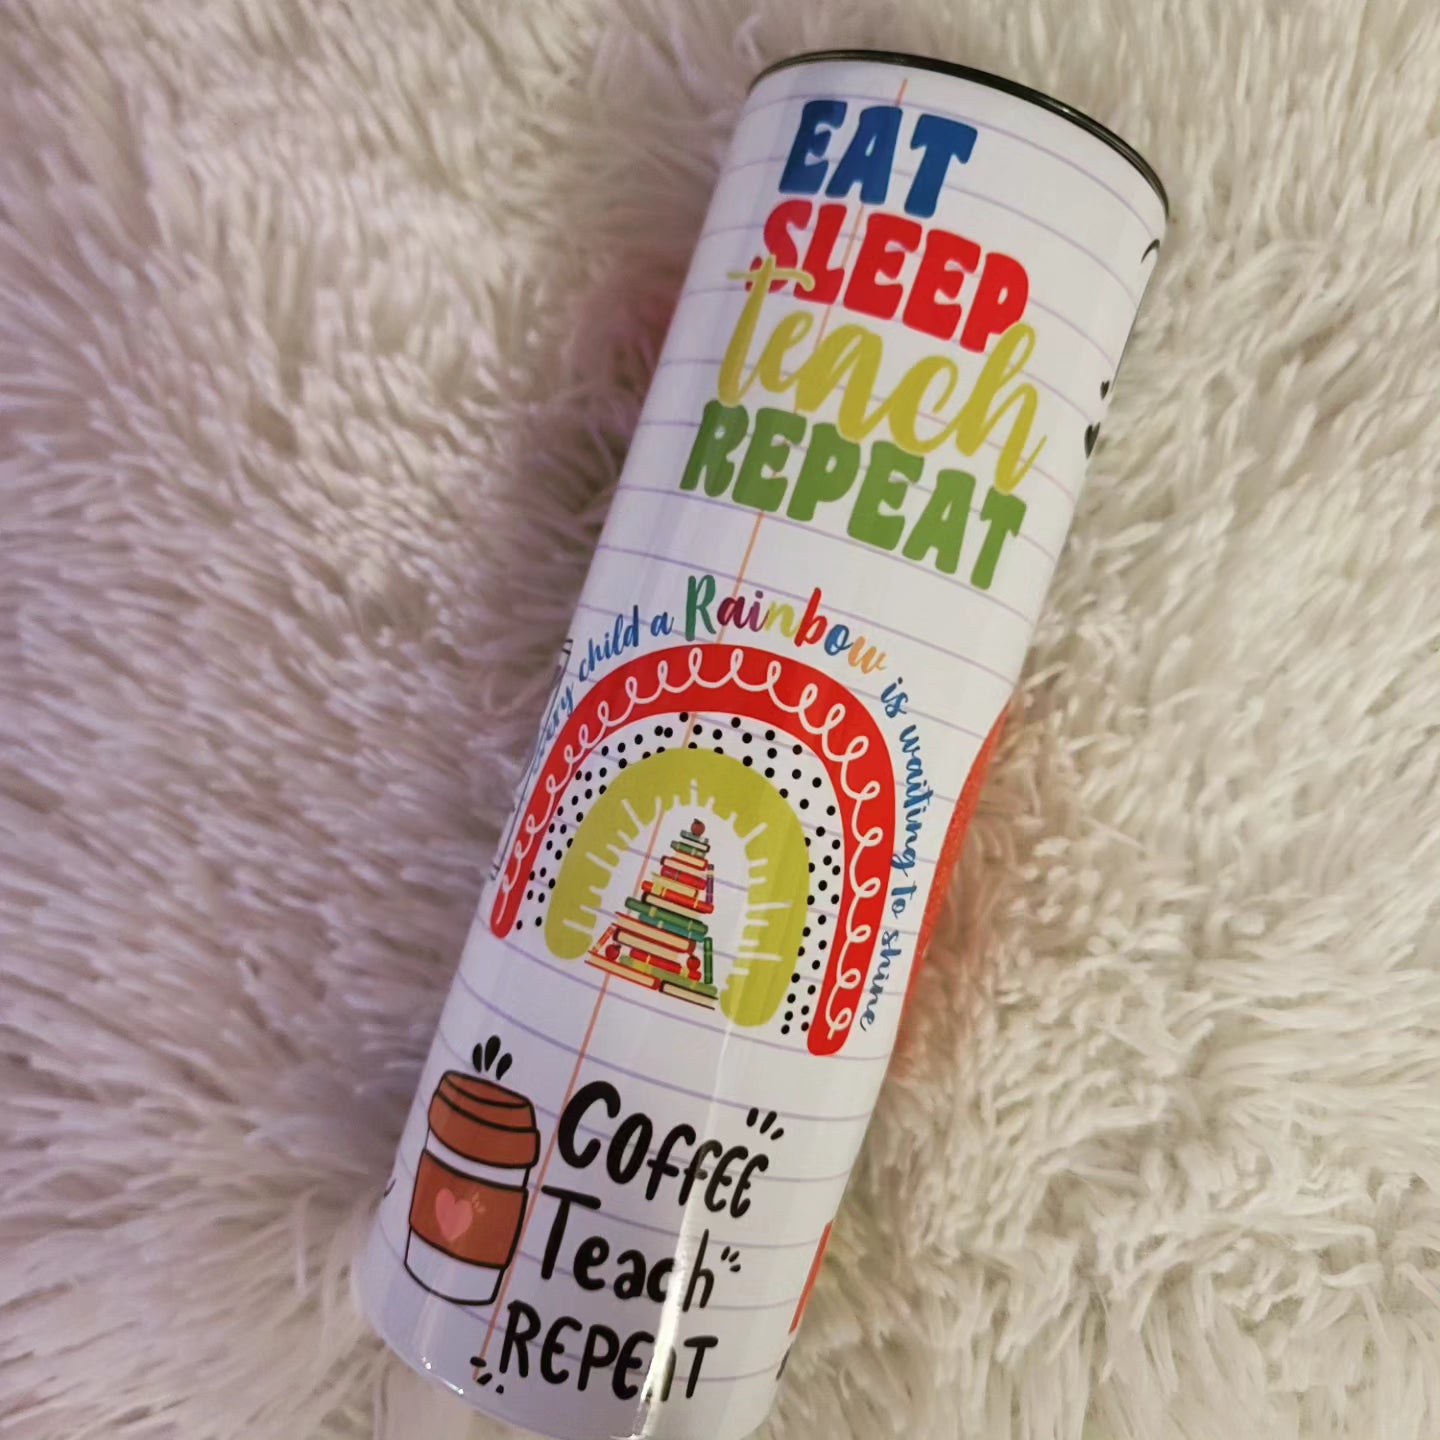 EAT
SLEEP
teach
REPEAT
child a Rainbow is waiting to shine
Coffee
Teach
REPEAT